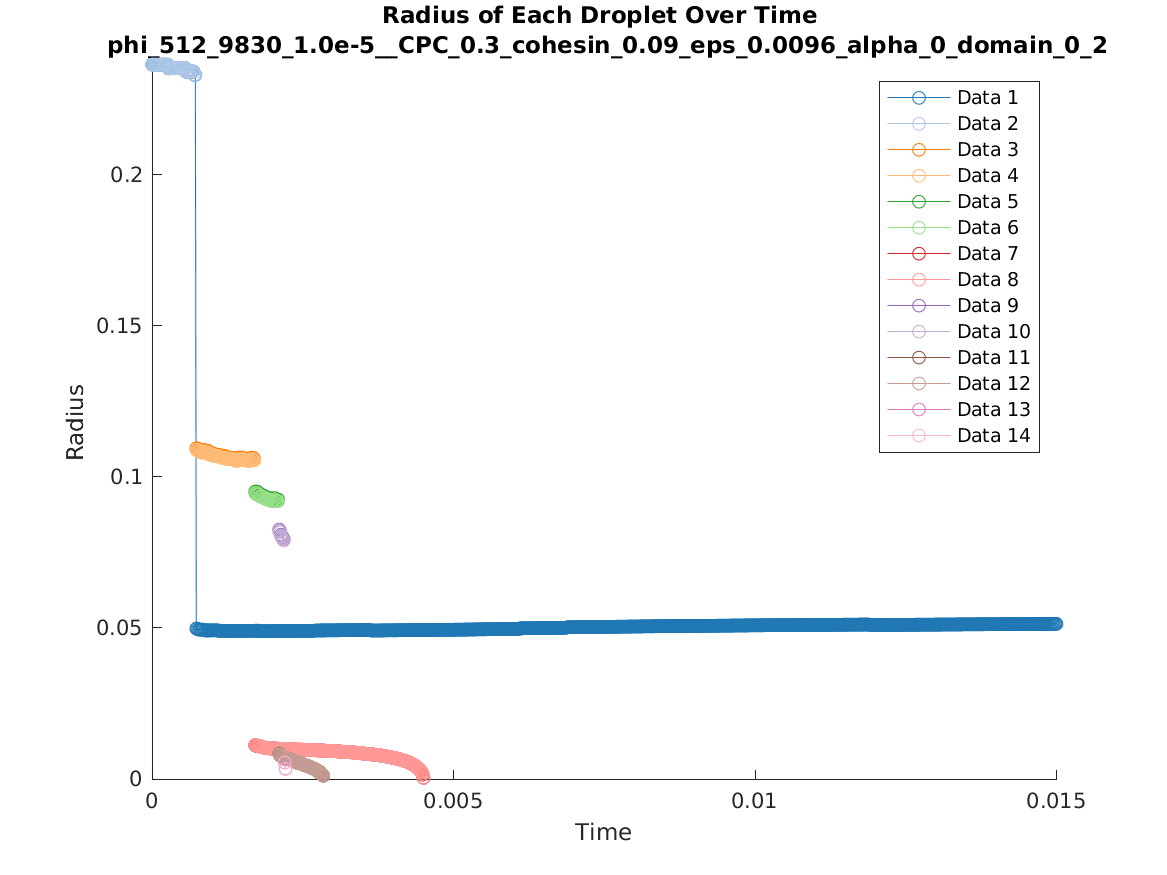 Radius of Each Droplet Over Time
phi_512_9830_1.0e-5__CPC_0.3_cohesin_0.09_eps_0.0096_alpha_0_domain_0_2
Data 1
Data 2
Data 3
Data 4
Data 5
Data 6
Data 7
Data 8
Data 9
Data 10
Data 11
Data 12
Data 13
Data 14
0.2
0.15
0.1
0.05
0
Radius
0
0.005
0.01
0.015
Time